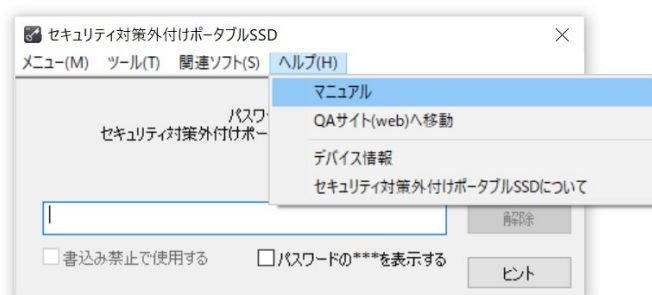 セキュリティ対策外付けポータブルSSD
メニュー(M) ツール(T) 関連ソフト(S) ヘルプ(H)
マニュアル
QAサイト(web)へ移動
デバイス情報
セキュリティ対策外付けポータブルSSDについて
パスワ
セキュリティ対策外付けポー
解除
書込み禁止で使用する
パスワードの***を表示する
ヒント